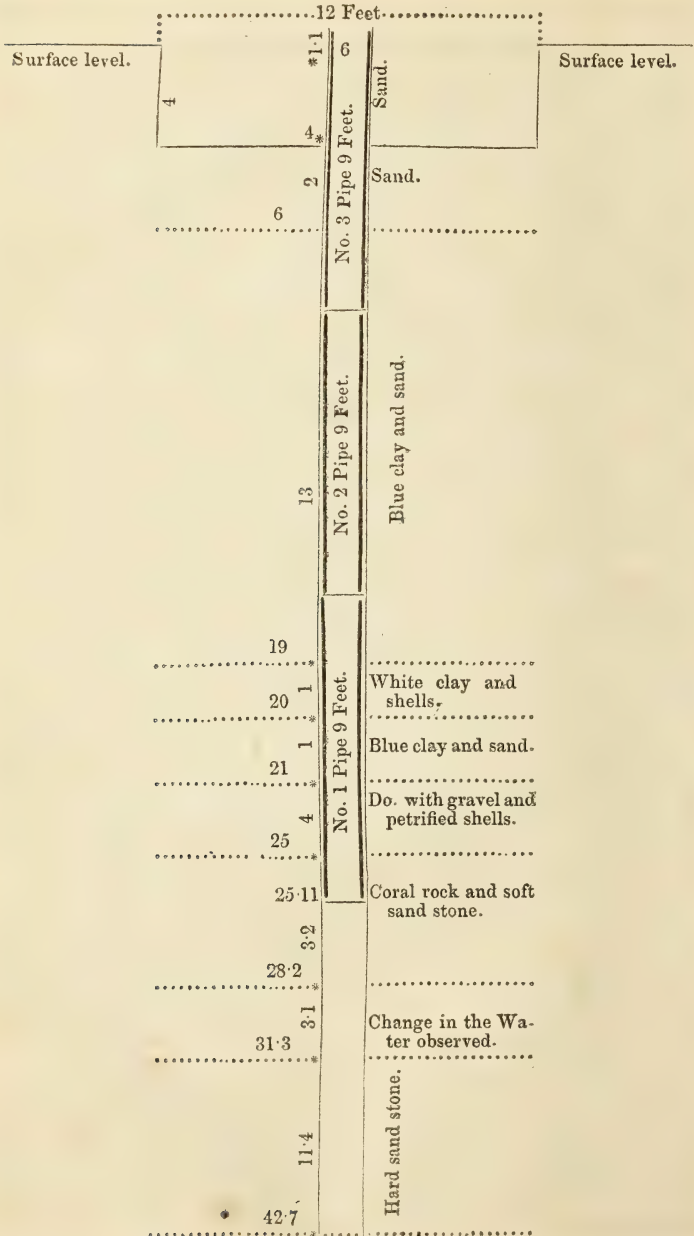 12 Feet
Surface level.
*1·1
6
Sand.
Surface level.
4
4*
No. 3 Pipe 9 Feet.
2
Sand.
6
No. 2 Pipe 9 Feet.
13
Blue clay and sand.
19
No. 1 Pipe 9 Feet.
1
White clay and
shells.
20
1
Blue clay and sand.
21
4
Do. with gravel and
petrified shells.
25
25·11
Coral rock and soft
sand stone.
3·2
28·2
3·1
Change in the Wa-
ter observed.
31·3
11·4
Hard sand stone.
42·7